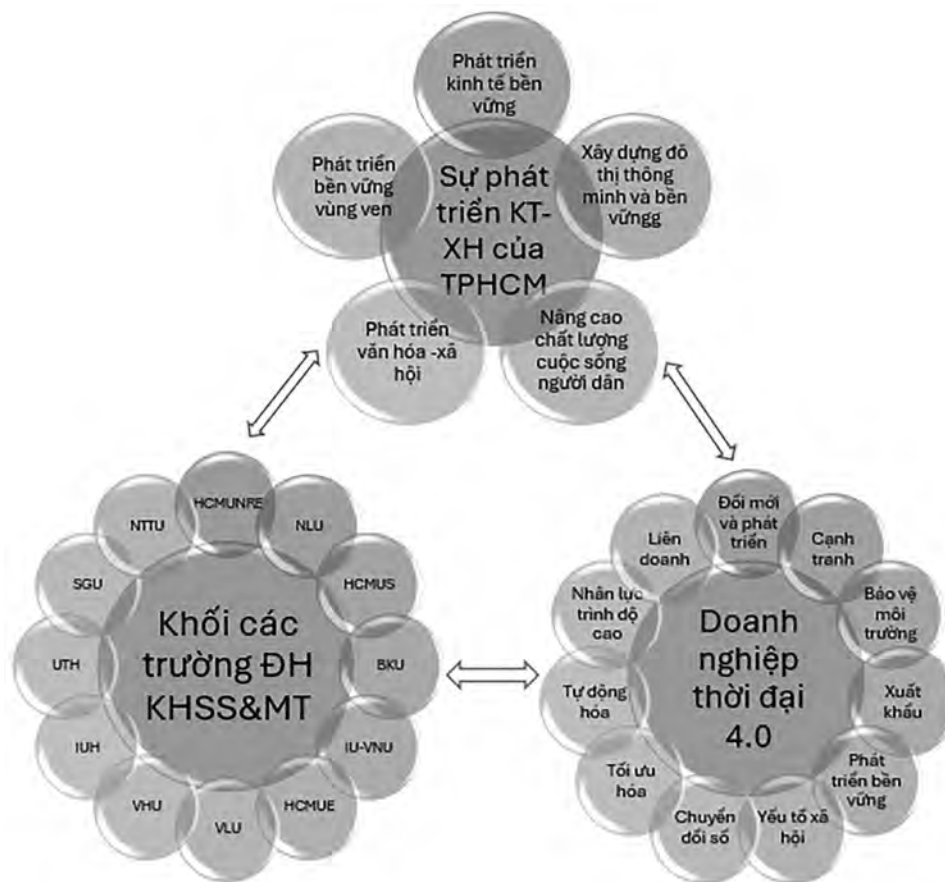 Phát triển
kinh tế bền
vững
Phát triển
bền vững
vùng ven
Sự phát
triển KT-
XH của
TPHCM
Xây dựng đô
thị thông
minh và bền
vữngg
Phát triển
văn hóa -xã
hội
Nâng cao
chất lượng
cuộc sống
người dân
HCMUNRE
NTTU
NLU
SGU
HCMUS
Khối các
trường ĐH
KHSS&MT
UTH
BKU
IUH
IU-VNU
VHU
HCMUE
VLU
Đổi mới
và phát
triển
Liên
doanh
Cạnh
tranh
Nhân lực
trình độ
cao
Bảo vệ
môi
trường
Doanh
nghiệp
thời đại
4.0
Tự động
hóa
Xuất
khẩu
Tối ưu
hóa
Phát
triển bền
vững
Chuyển
đổi số
Yếu tố xã
hội